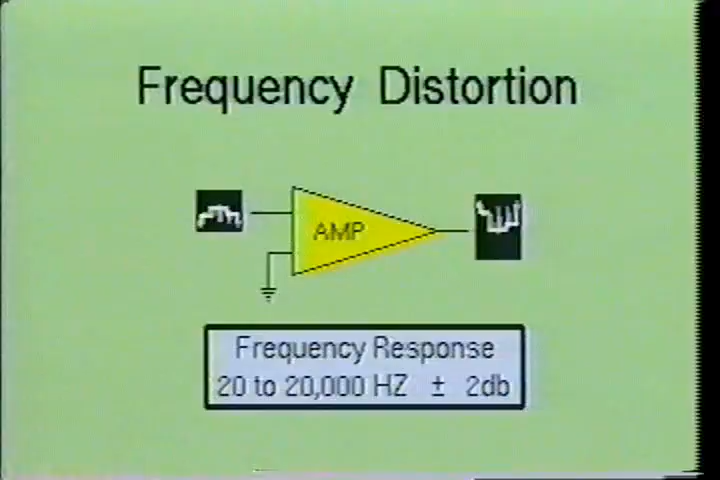 Frequency Distortion
AMP
Frequency Response
20 to 20,000 HZ ± 2db